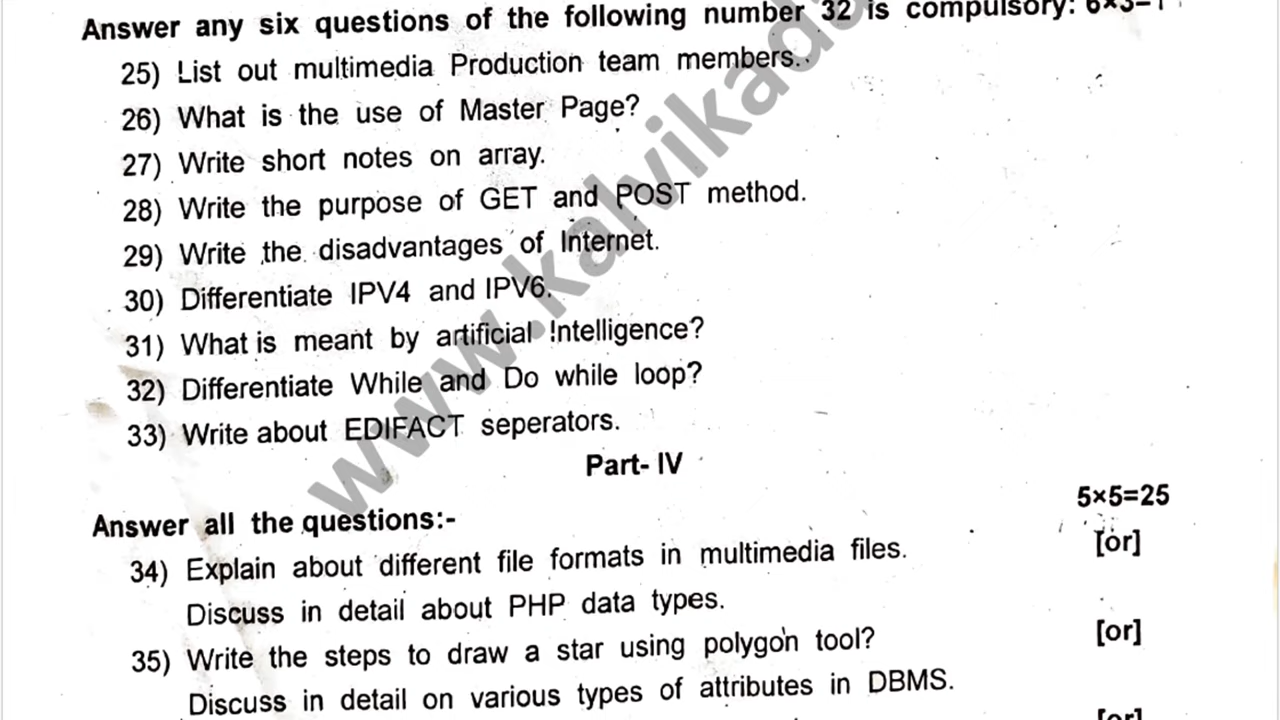 Answer any six questions of the following number 32 is compulsory: 6×3=1
25) List out multimedia Production team members.
26) What is the use of Master Page?
27) Write short notes on array.
28) Write the purpose of GET and POST method.
29) Write the disadvantages of Internet.
30) Differentiate IPV4 and IPV6.
31) What is meant by artificial Intelligence?
32) Differentiate While and Do while loop?
33) Write about EDIFACT seperators.
Part- IV
5×5=25
Answer all the questions:-
34) Explain about different file formats in multimedia files. [or]
Discuss in detail about PHP data types.
35) Write the steps to draw a star using polygon tool? [or]
Discuss in detail on various types of attributes in DBMS.
[or]
www.kalvikada